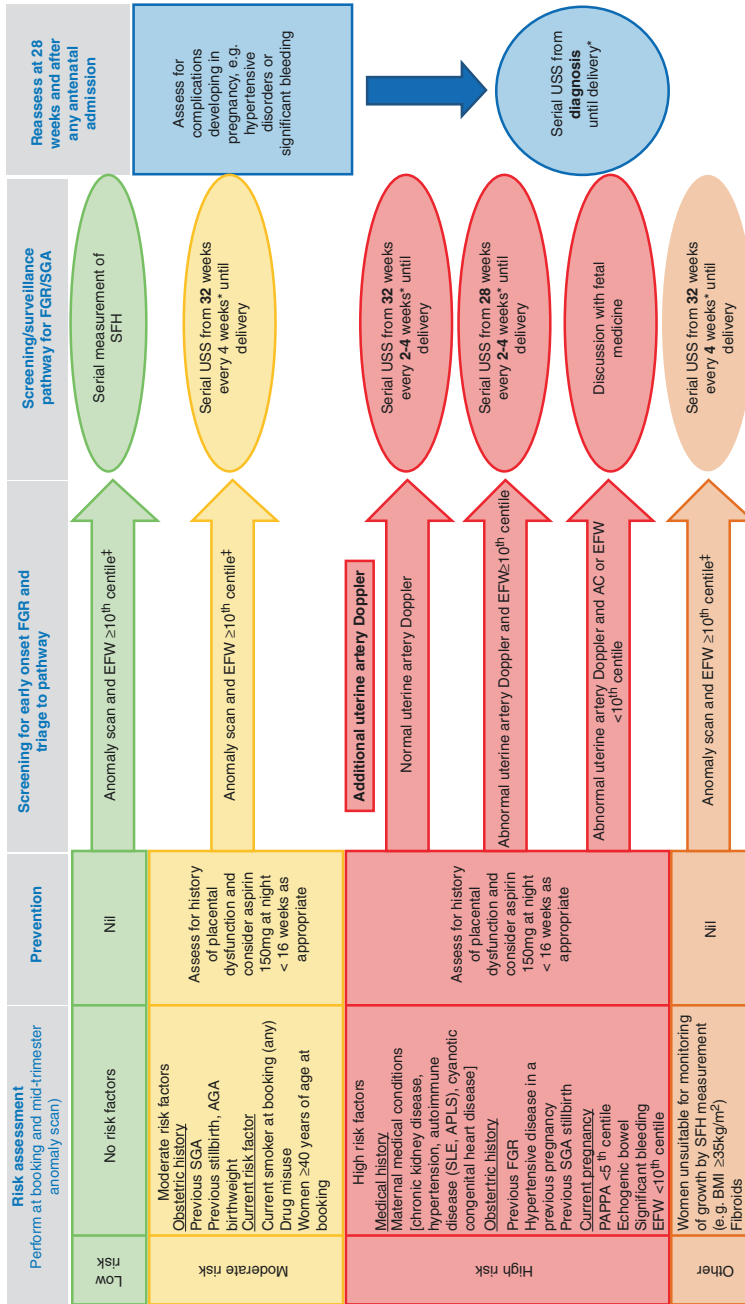 Risk assessment
Perform at booking and mid-trimester
anomaly scan)
Prevention
Screening for early onset FGR and
triage to pathway
Screening/surveillance
pathway for FGR/SGA
Reassess at 28
weeks and after
any antenatal
admission
Low
risk
No risk factors
Nil
Anomaly scan and EFW ≥10th centile‡
Serial measurement of
SFH
Assess for
complications
developing in
pregnancy, e.g.
hypertensive
disorders or
significant bleeding
Moderate risk
Moderate risk factors
Obstetric history
Previous SGA
Previous stillbirth, AGA
birthweight
Current risk factor
Current smoker at booking (any)
Drug misuse
Women ≥40 years of age at
booking
Assess for history
of placental
dysfunction and
consider aspirin
150mg at night
< 16 weeks as
appropriate
Anomaly scan and EFW ≥10th centile‡
Serial USS from 32 weeks
every 4 weeks* until
delivery
High risk
High risk factors
Medical history
Maternal medical conditions
[chronic kidney disease,
hypertension, autoimmune
disease (SLE, APLS), cyanotic
congenital heart disease]
Obstertric history
Previous FGR
Hypertensive disease in a
previous pregnancy
Previous SGA stillbirth
Current pregnancy
PAPPA <5th centile
Echogenic bowel
Significant bleeding
EFW <10th centile
Assess for history
of placental
dysfunction and
consider aspirin
150mg at night
< 16 weeks as
appropriate
Additional uterine artery Doppler
Normal uterine artery Doppler
Serial USS from 32 weeks
every 2-4 weeks* until
delivery
Abnormal uterine artery Doppler and EFW≥10th centile
Serial USS from 28 weeks
every 2-4 weeks* until
delivery
Abnormal uterine artery Doppler and AC or EFW
<10th centile
Discussion with fetal
medicine
Serial USS from
diagnosis
until delivery*
Other
Women unsuitable for monitoring
of growth by SFH measurement
(e.g. BMI ≥35kg/m2)
Fibroids
Nil
Anomaly scan and EFW ≥10th centile‡
Serial USS from 32 weeks
every 4 weeks* until
delivery